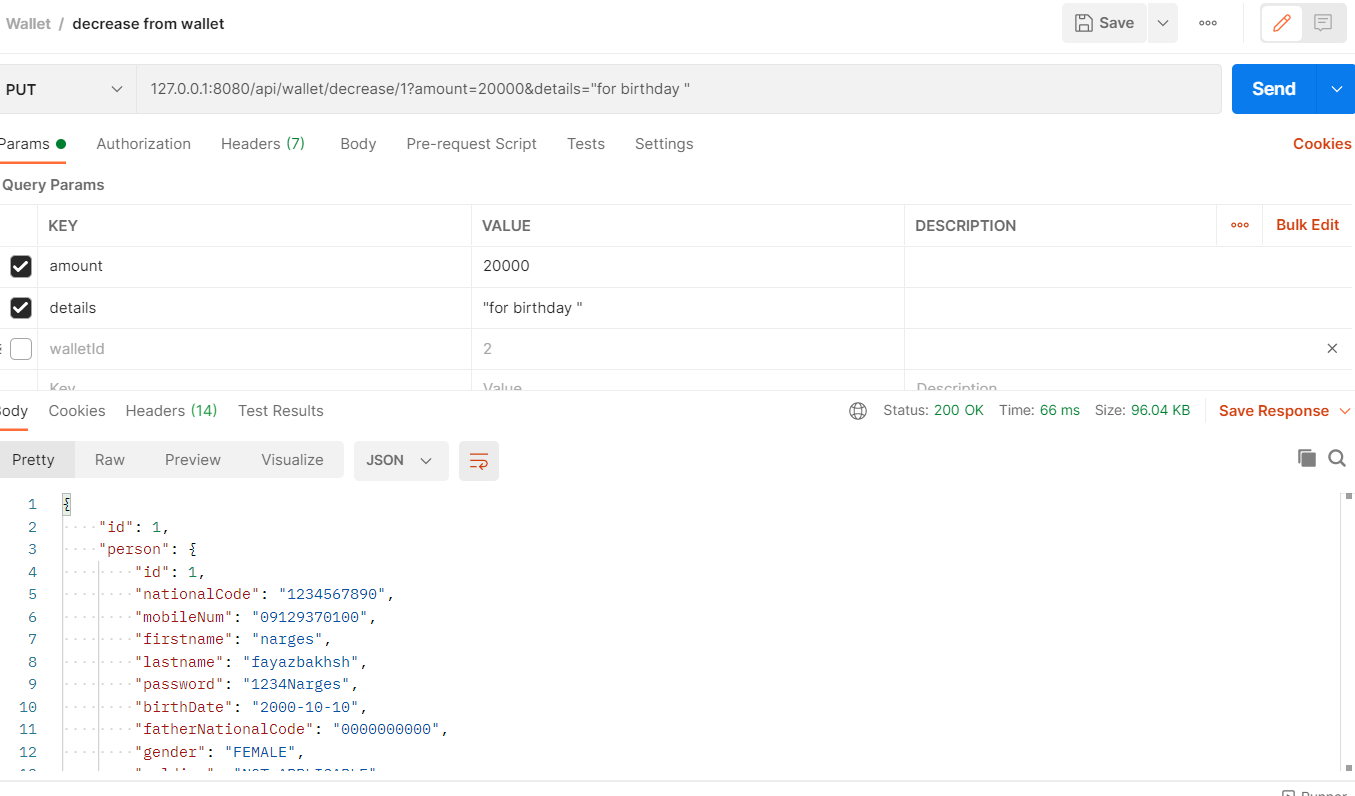 Wallet / decrease from wallet
Save
PUT
127.0.0.1:8080/api/wallet/decrease/1?amount=20000&details="for birthday "
Send
Params
Authorization
Headers (7)
Body
Pre-request Script
Tests
Settings
Cookies
Query Params
KEY VALUE DESCRIPTION Bulk Edit
amount 20000
details "for birthday "
walletId 2
Key Value Description
Body Cookies Headers (14) Test Results Status: 200 OK Time: 66 ms Size: 96.04 KB Save Response
Pretty Raw Preview Visualize JSON
1 {
2 "id": 1,
3 "person": {
4 "id": 1,
5 "nationalCode": "1234567890",
6 "mobileNum": "09129370100",
7 "firstname": "narges",
8 "lastname": "fayazbakhsh",
9 "password": "1234Narges",
10 "birthDate": "2000-10-10",
11 "fatherNationalCode": "0000000000",
12 "gender": "FEMALE",
Runner